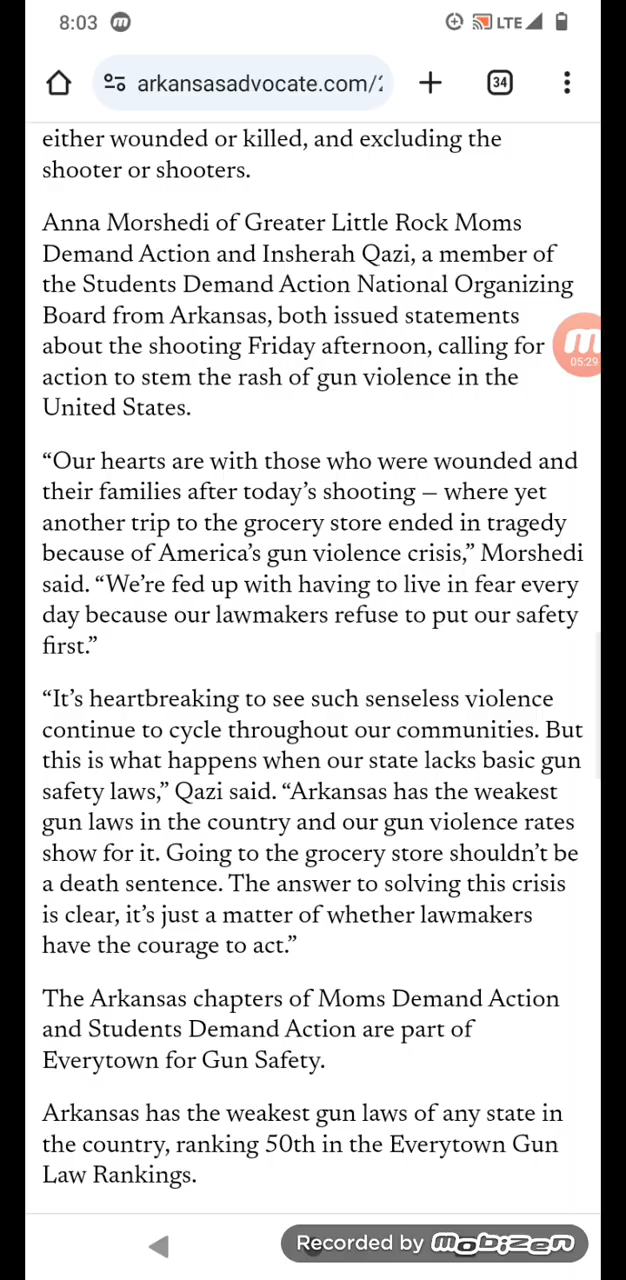 8:03 m LTE
arkansasadvocate.com/2 34
either wounded or killed, and excluding the
shooter or shooters.
Anna Morshedi of Greater Little Rock Moms
Demand Action and Insherah Qazi, a member of
the Students Demand Action National Organizing
Board from Arkansas, both issued statements
about the shooting Friday afternoon, calling for
action to stem the rash of gun violence in the
United States.
m
05:29
“Our hearts are with those who were wounded and
their families after today’s shooting – where yet
another trip to the grocery store ended in tragedy
because of America’s gun violence crisis,” Morshedi
said. “We’re fed up with having to live in fear every
day because our lawmakers refuse to put our safety
first.”
“It’s heartbreaking to see such senseless violence
continue to cycle throughout our communities. But
this is what happens when our state lacks basic gun
safety laws,” Qazi said. “Arkansas has the weakest
gun laws in the country and our gun violence rates
show for it. Going to the grocery store shouldn’t be
a death sentence. The answer to solving this crisis
is clear, it’s just a matter of whether lawmakers
have the courage to act.”
The Arkansas chapters of Moms Demand Action
and Students Demand Action are part of
Everytown for Gun Safety.
Arkansas has the weakest gun laws of any state in
the country, ranking 50th in the Everytown Gun
Law Rankings.
Recorded by mobizen